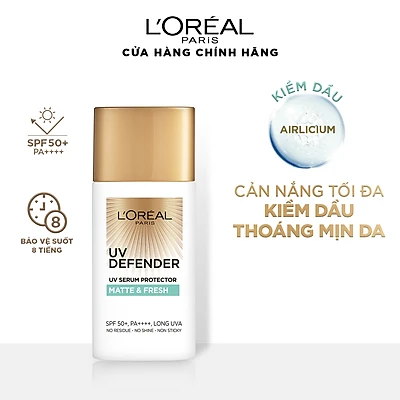 L'ORÉAL
PARIS
CỬA HÀNG CHÍNH HÃNG
SPF 50+
PA++++
8
BẢO VỆ SUỐT
8 TIẾNG
KIỀM DẦU
AIRLICIUM
CẢN NẮNG TỐI ĐA
KIỀM DẦU
THOÁNG MỊN DA
L'ORÉAL
PARIS
UV
DEFENDER
UV SERUM PROTECTOR
MATTE & FRESH
SPF 50+, PA++++, LONG UVA
NO RESIDUE - NO SHINE - NON STICKY